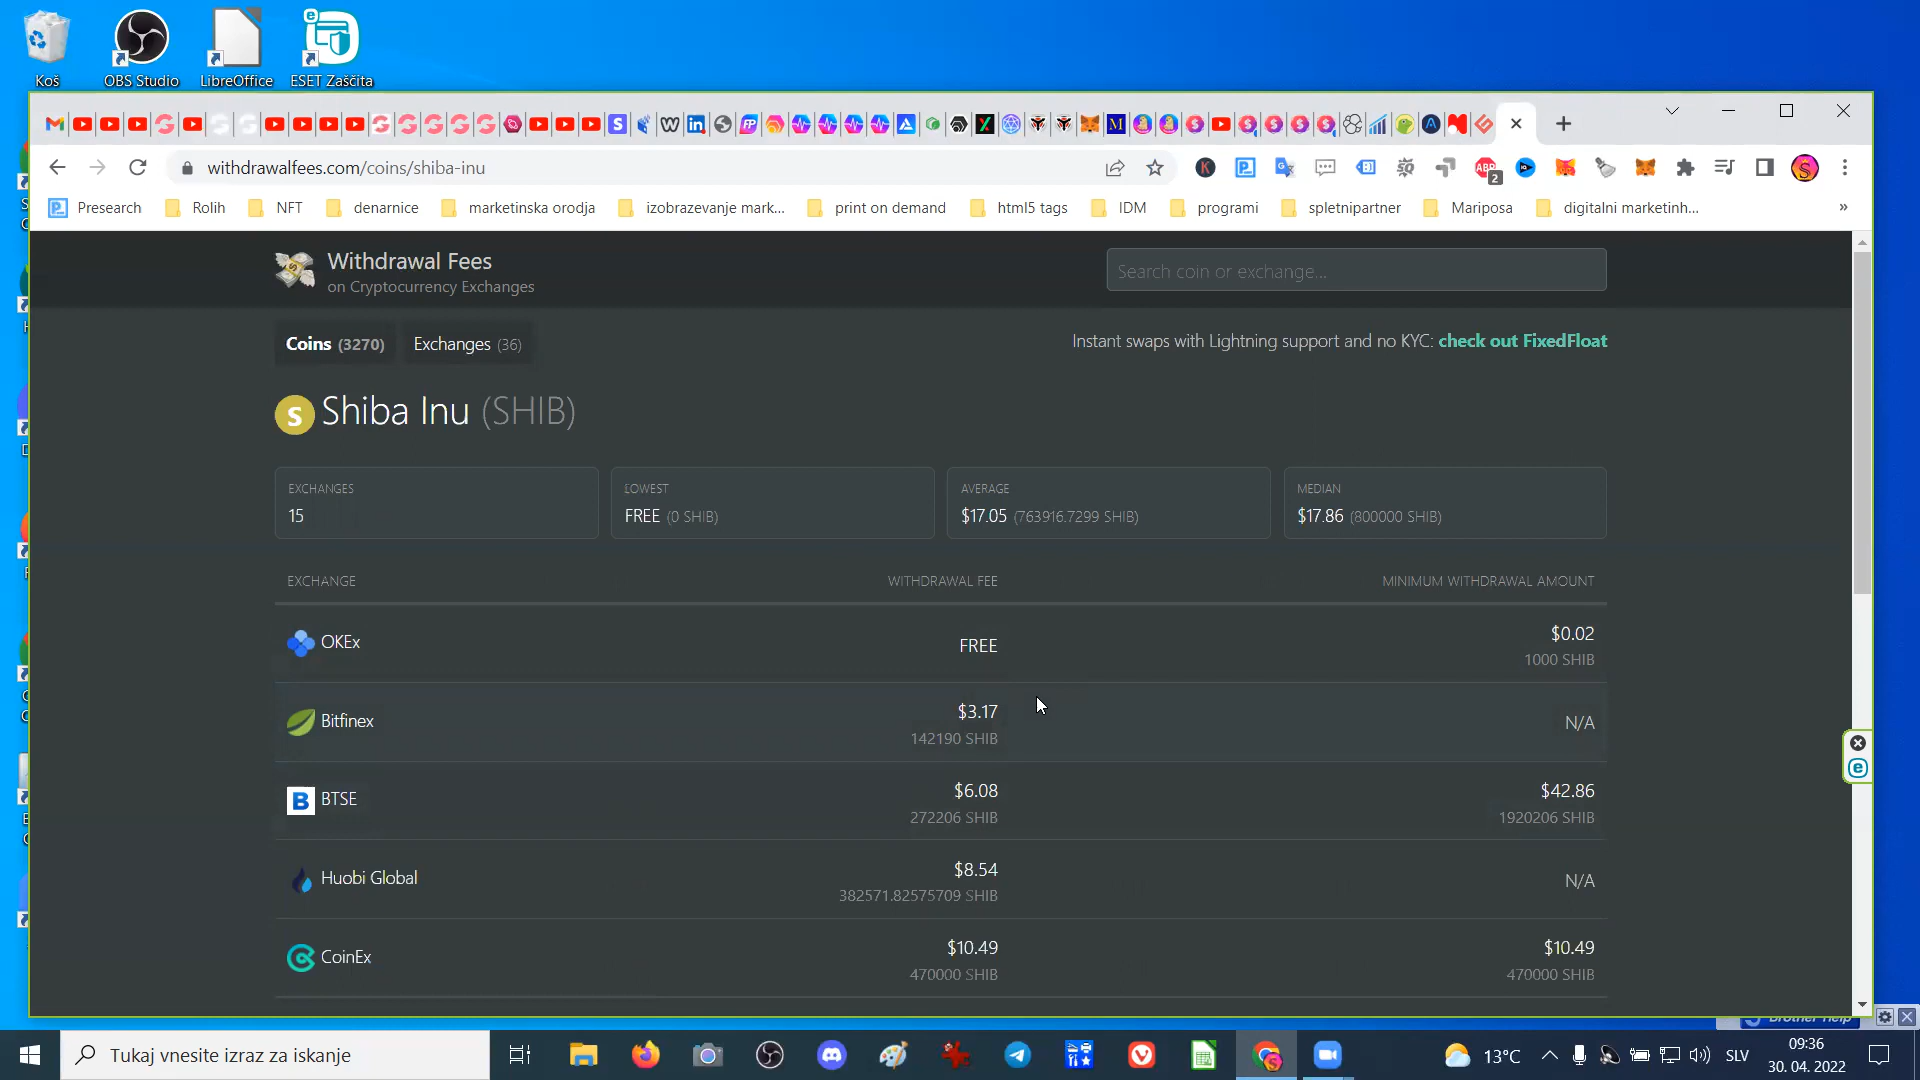 Koš
OBS Studio
LibreOffice
ESET Zaščita
withdrawalfees.com/coins/shiba-inu
ABP
2
Presearch
Rolih
NFT
denarnice
marketinska orodja
izobrazevanje mark...
print on demand
html5 tags
IDM
programi
spletnipartner
Mariposa
digitalni marketinh...
»
Withdrawal Fees
on Cryptocurrency Exchanges
Search coin or exchange...
Coins (3270)
Exchanges (36)
Instant swaps with Lightning support and no KYC: check out FixedFloat
S
Shiba Inu (SHIB)
EXCHANGES
15
LOWEST
FREE (0 SHIB)
AVERAGE
$17.05 (763916.7299 SHIB)
MEDIAN
$17.86 (800000 SHIB)
EXCHANGE
WITHDRAWAL FEE
MINIMUM WITHDRAWAL AMOUNT
OKEx
FREE
$0.02
1000 SHIB
Bitfinex
$3.17
142190 SHIB
N/A
BTSE
$6.08
272206 SHIB
$42.86
1920206 SHIB
Huobi Global
$8.54
382571.82575709 SHIB
N/A
CoinEx
$10.49
470000 SHIB
$10.49
470000 SHIB
Brother Help
Tukaj vnesite izraz za iskanje
13°C
SLV
09:36
30. 04. 2022